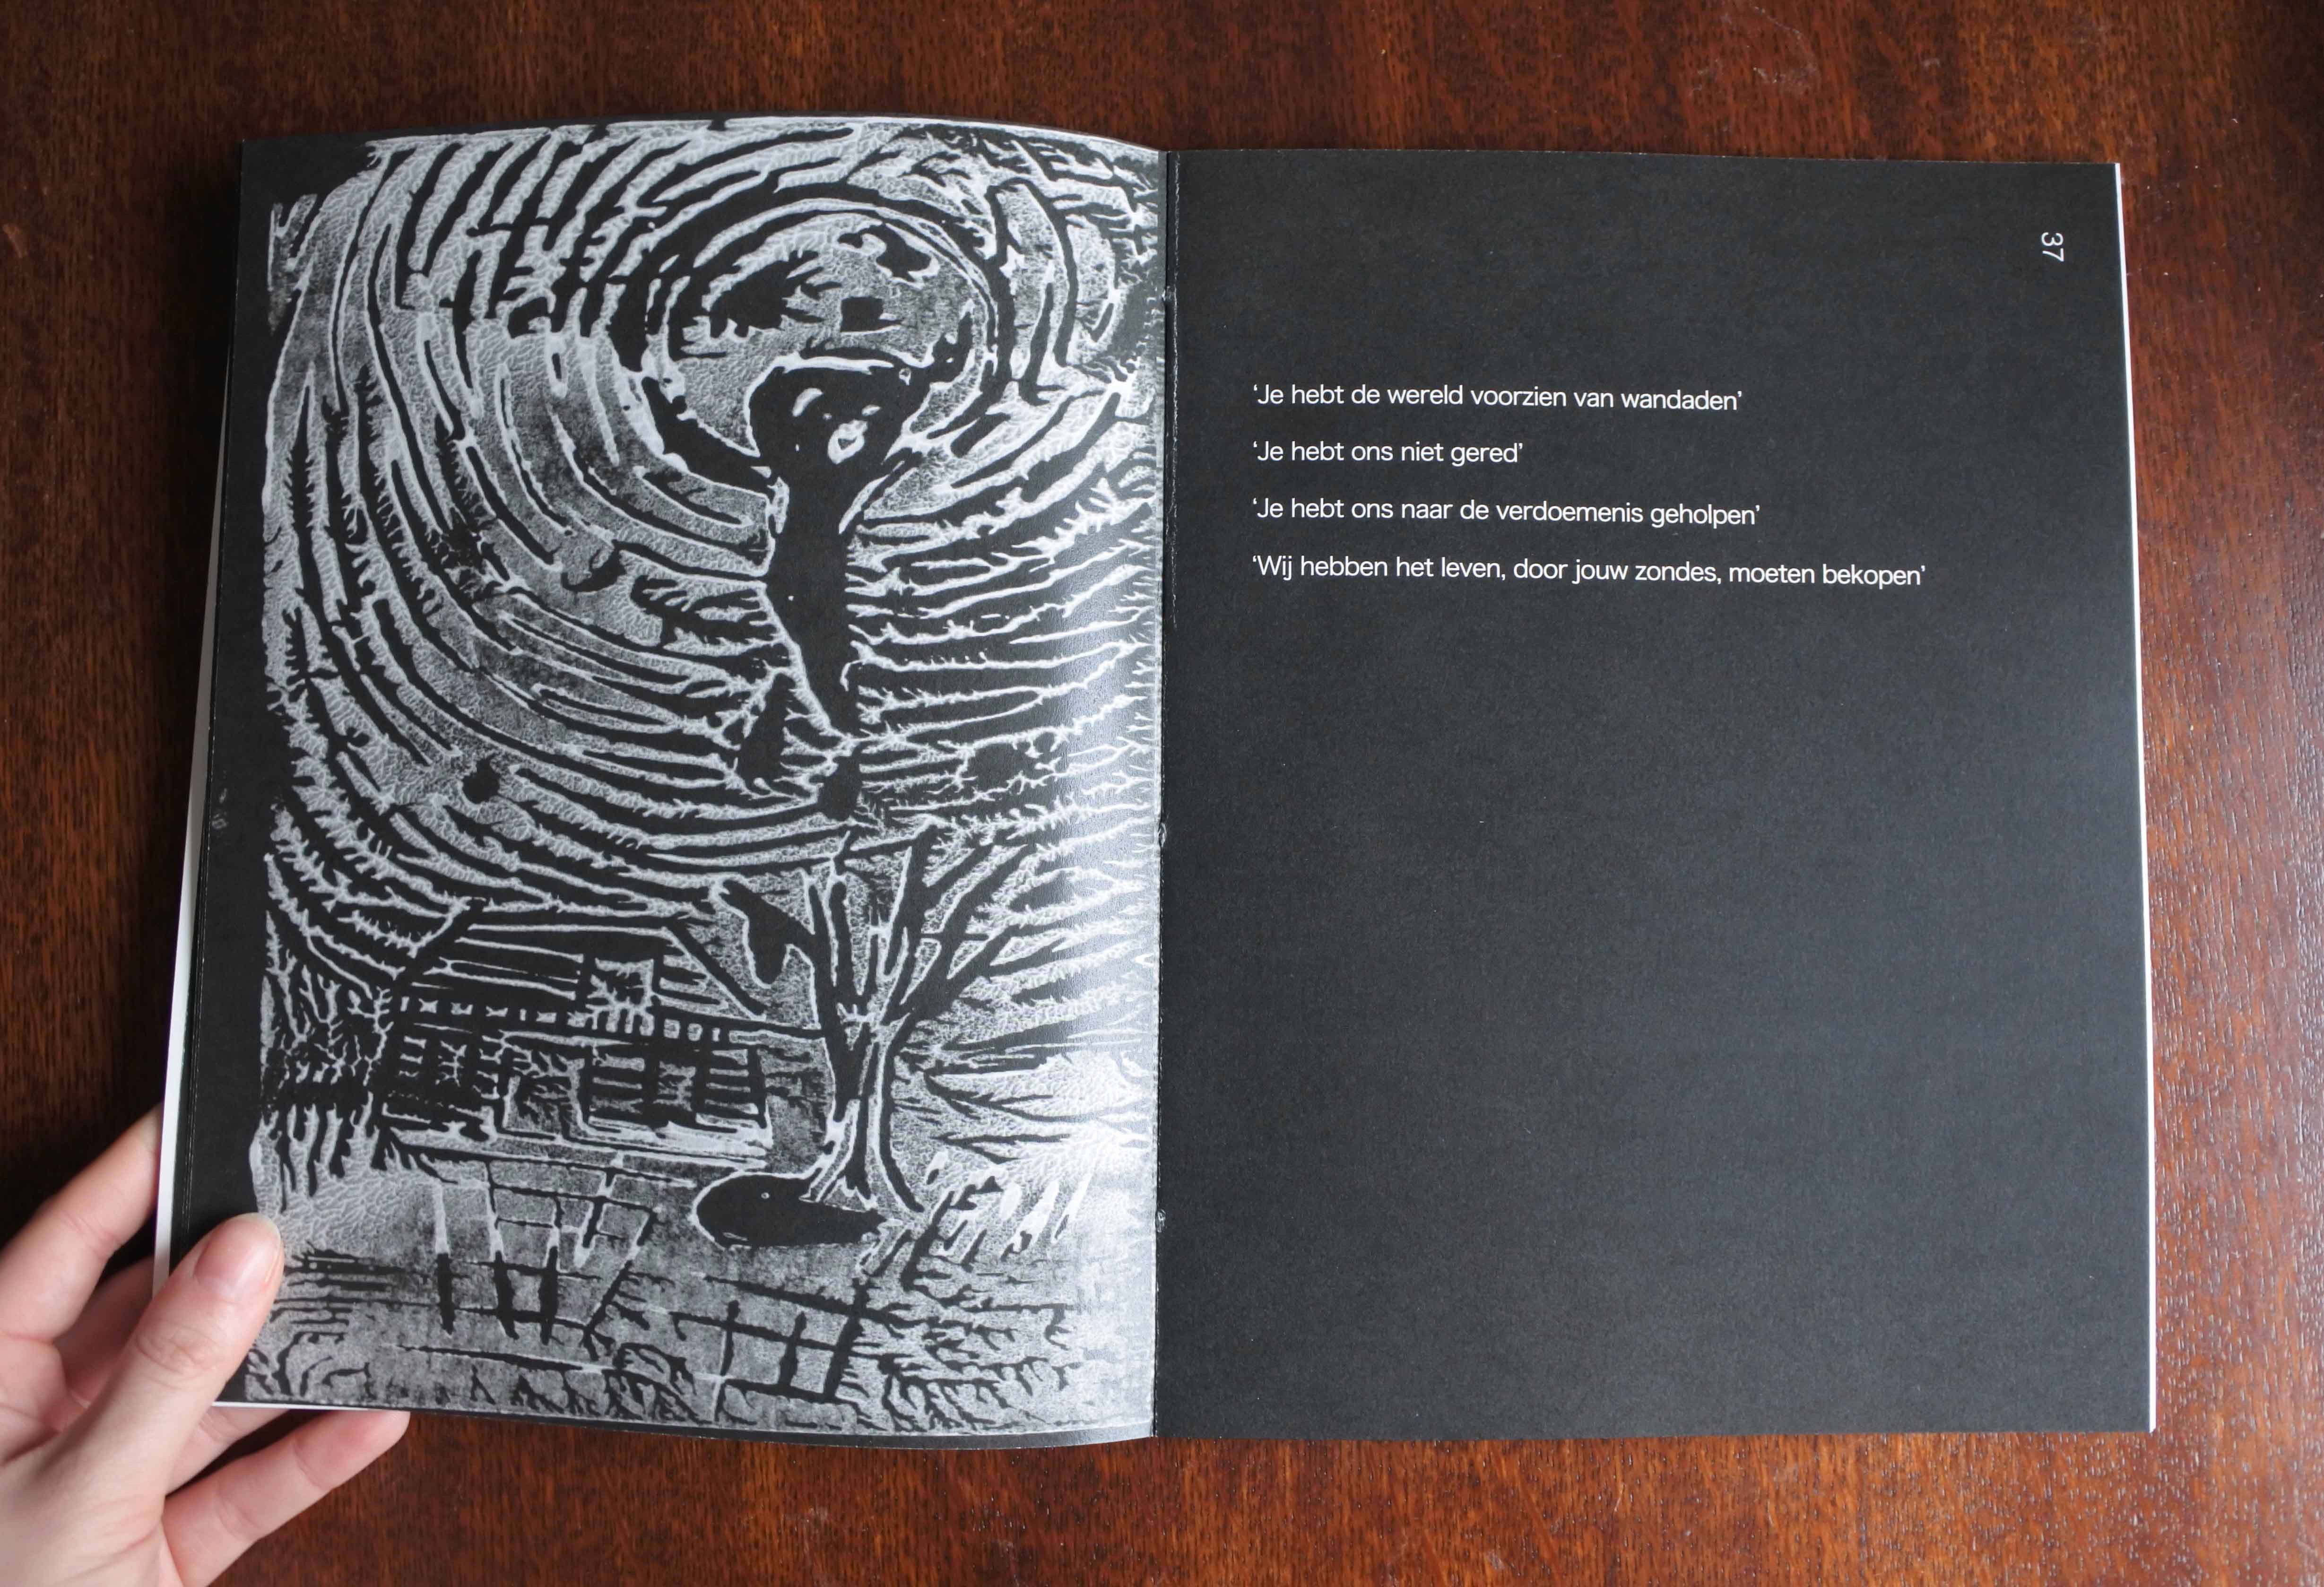 37
‘Je hebt de wereld voorzien van wandaden’
‘Je hebt ons niet gered’
‘Je hebt ons naar de verdoemenis geholpen’
‘Wij hebben het leven, door jouw zondes, moeten bekopen’